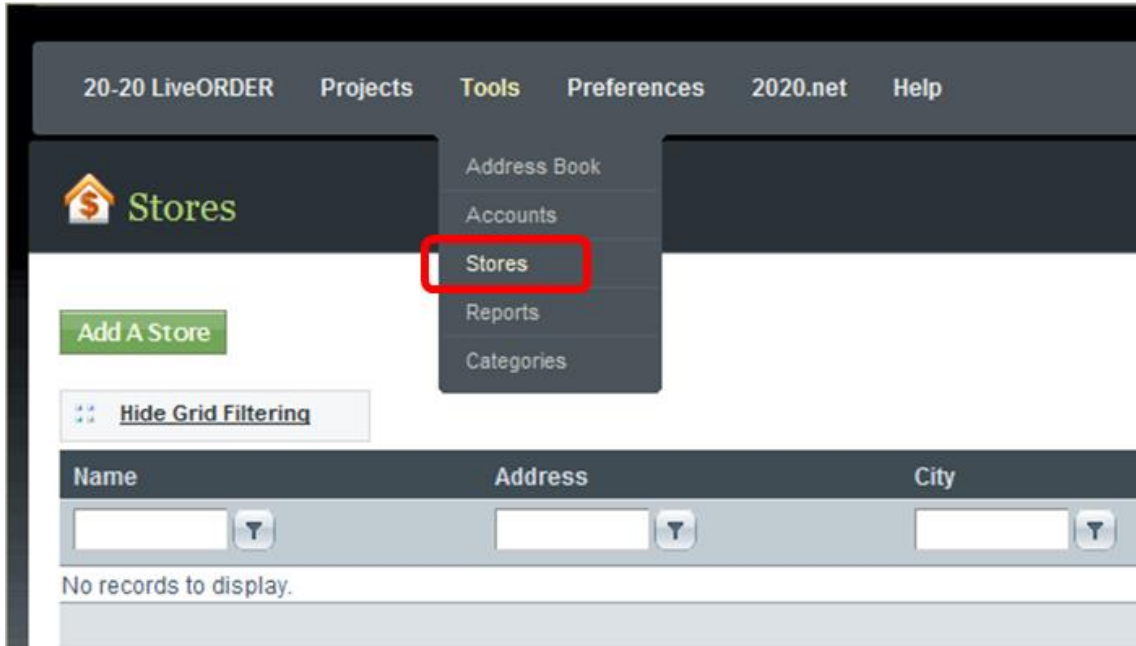 20-20 LiveORDER Projects Tools Preferences 2020.net Help
Address Book
Stores
Accounts
Stores
Reports
Add A Store
Categories
Hide Grid Filtering
Name Address City
No records to display.